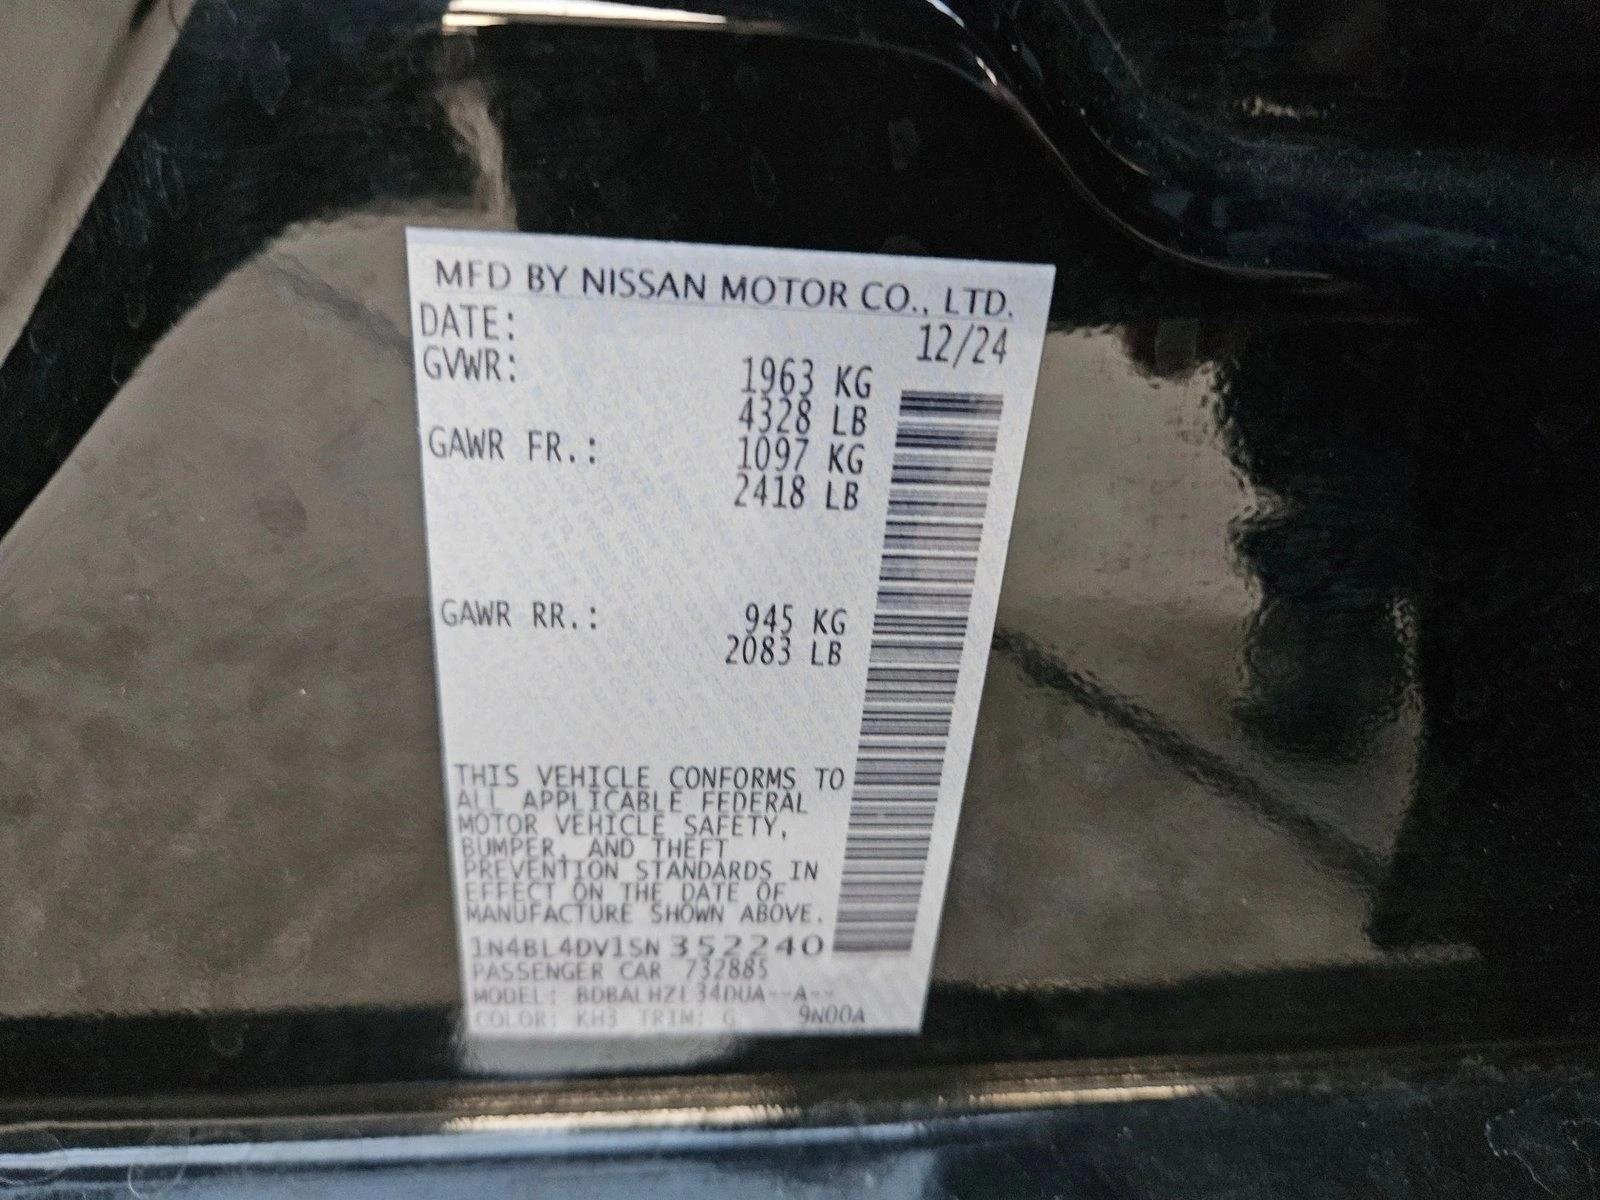 MFD BY NISSAN MOTOR CO., LTD.
DATE: 12/24
GVWR: 1963 KG
4328 LB
GAWR FR.: 1097 KG
2418 LB
GAWR RR.: 945 KG
2083 LB
THIS VEHICLE CONFORMS TO
ALL APPLICABLE FEDERAL
MOTOR VEHICLE SAFETY,
BUMPER, AND THEFT
PREVENTION STANDARDS IN
EFFECT ON THE DATE OF
MANUFACTURE SHOWN ABOVE.
1N4BL4DV1SN352240
PASSENGER CAR 732885
MODEL: BDBALHZL34DUA--A--
COLOR: KH3 TRIM: G 9N00A